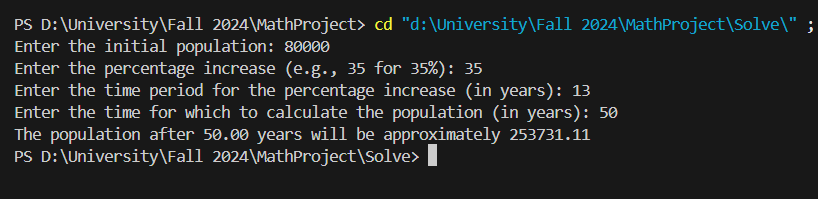 PS D:\University\Fall 2024\MathProject> cd "d:\University\Fall 2024\MathProject\Solve\" ;
Enter the initial population: 80000
Enter the percentage increase (e.g., 35 for 35%): 35
Enter the time period for the percentage increase (in years): 13
Enter the time for which to calculate the population (in years): 50
The population after 50.00 years will be approximately 253731.11
PS D:\University\Fall 2024\MathProject\Solve>